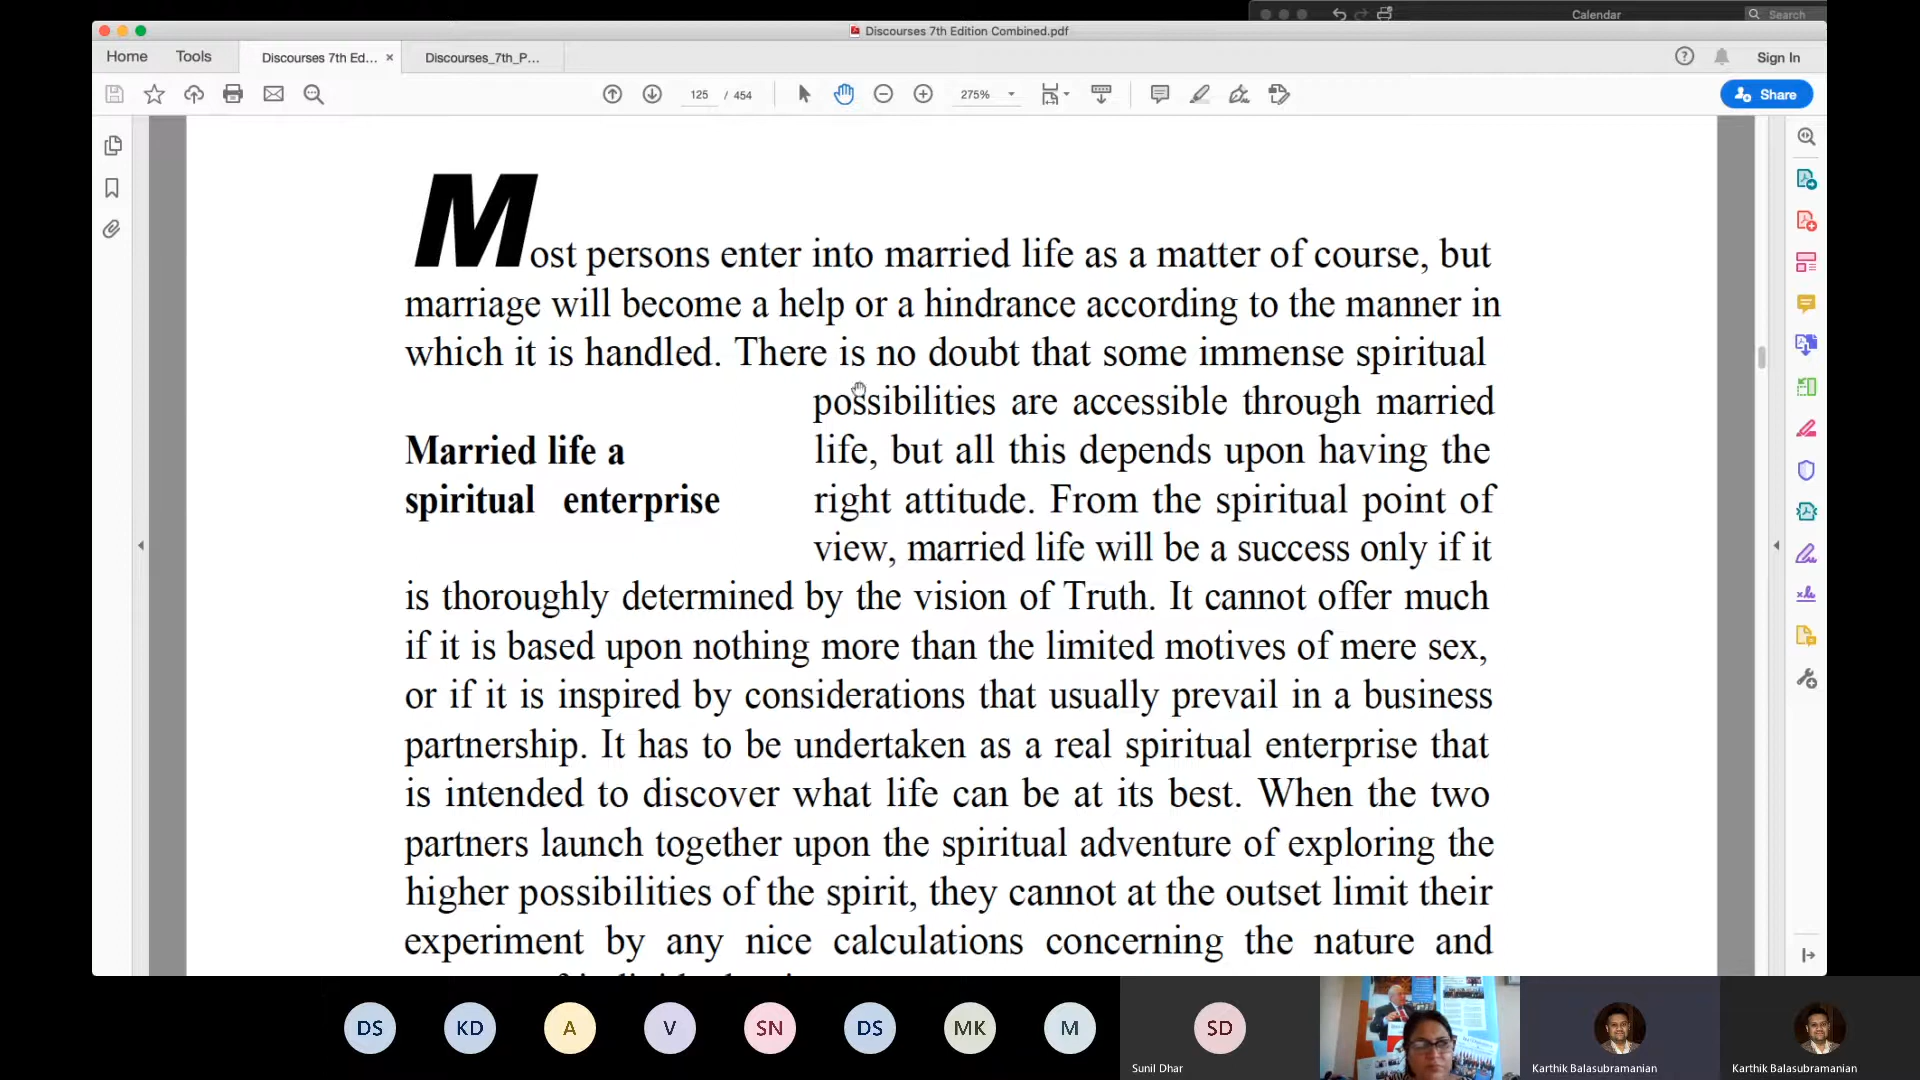 Calendar
Search
Discourses 7th Edition Combined.pdf
Home
Tools
Discourses 7th Ed...
Discourses_7th_P...
Sign In
125 / 454
275%
Share
Most persons enter into married life as a matter of course, but
marriage will become a help or a hindrance according to the manner in
which it is handled. There is no doubt that some immense spiritual
possibilities are accessible through married
Married life a
spiritual enterprise
life, but all this depends upon having the
right attitude. From the spiritual point of
view, married life will be a success only if it
is thoroughly determined by the vision of Truth. It cannot offer much
if it is based upon nothing more than the limited motives of mere sex,
or if it is inspired by considerations that usually prevail in a business
partnership. It has to be undertaken as a real spiritual enterprise that
is intended to discover what life can be at its best. When the two
partners launch together upon the spiritual adventure of exploring the
higher possibilities of the spirit, they cannot at the outset limit their
experiment by any nice calculations concerning the nature and
DS
KD
A
V
SN
DS
MK
M
SD
Sunil Dhar
Karthik Balasubramanian
Karthik Balasubramanian